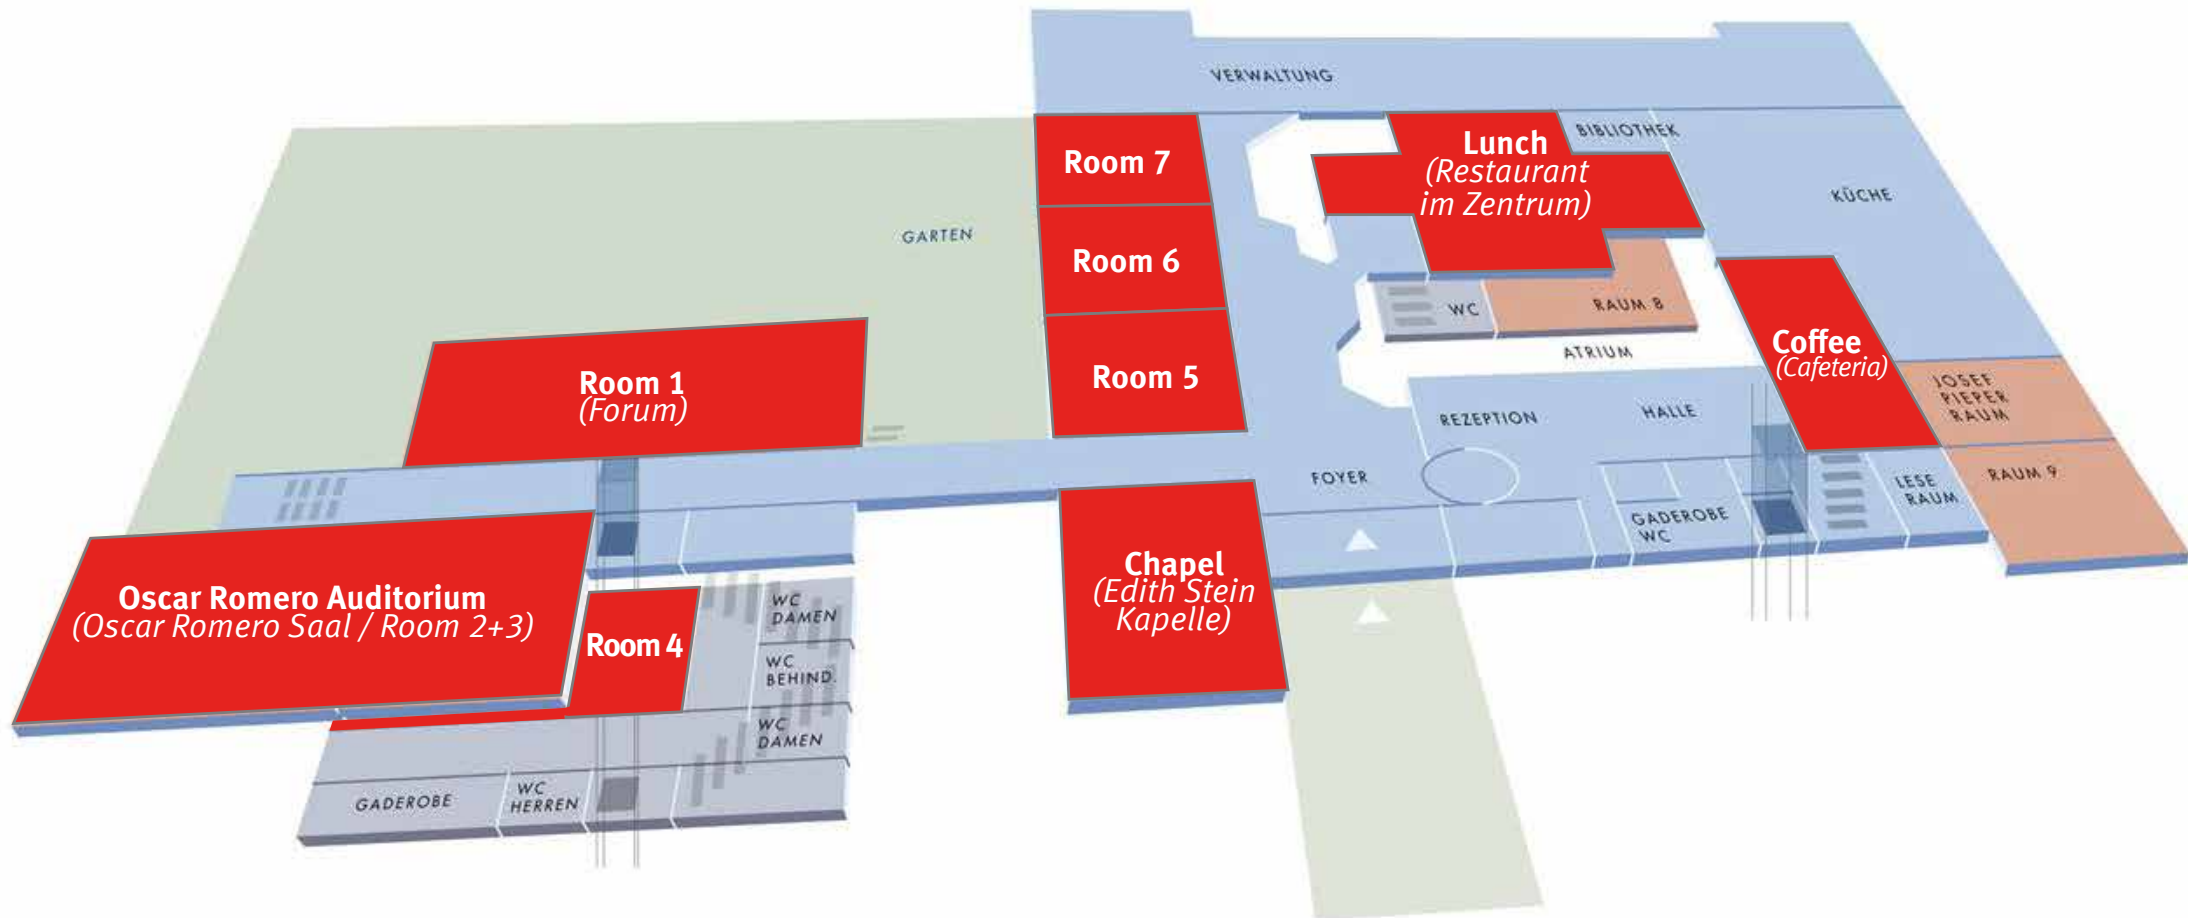 VERWALTUNG
Lunch
(Restaurant
im Zentrum)
BIBLIOTHEK
Room 7
KÜCHE
GARTEN
Room 6
WC
RAUM 8
ATRIUM
Coffee
(Cafeteria)
Room 5
Room 1
(Forum)
JOSEF
PIEPER
RAUM
REZEPTION
HALLE
FOYER
RAUM 9
LESE
RAUM
GADEROBE
WC
Chapel
(Edith Stein
Kapelle)
Oscar Romero Auditorium
(Oscar Romero Saal / Room 2+3)
Room 4
WC
DAMEN
WC
BEHIND.
WC
DAMEN
GADEROBE
WC
HERREN